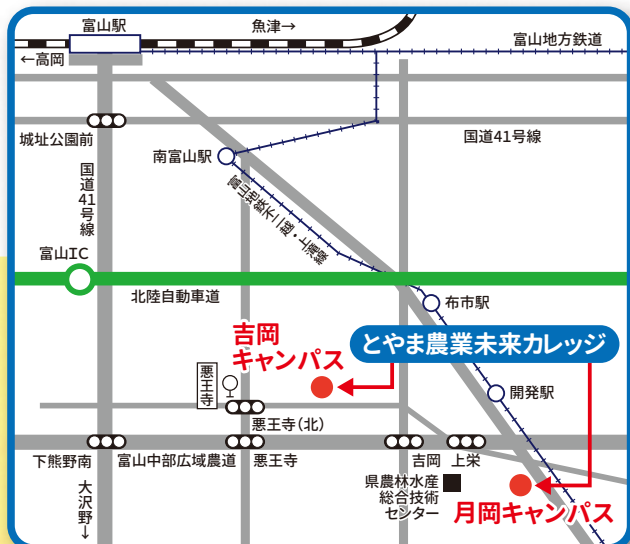 富山駅
魚津→
富山地方鉄道
←高岡
城址公園前
国道41号線
南富山駅
国道41号線
富山地鉄不二越・上滝線
富山IC
北陸自動車道
布市駅
吉岡
キャンパス
とやま農業未来カレッジ
悪王寺
開発駅
悪王寺(北)
下熊野南
富山中部広域農道
悪王寺
吉岡
上栄
大沢野↓
県農林水産
総合技術
センター
月岡キャンパス